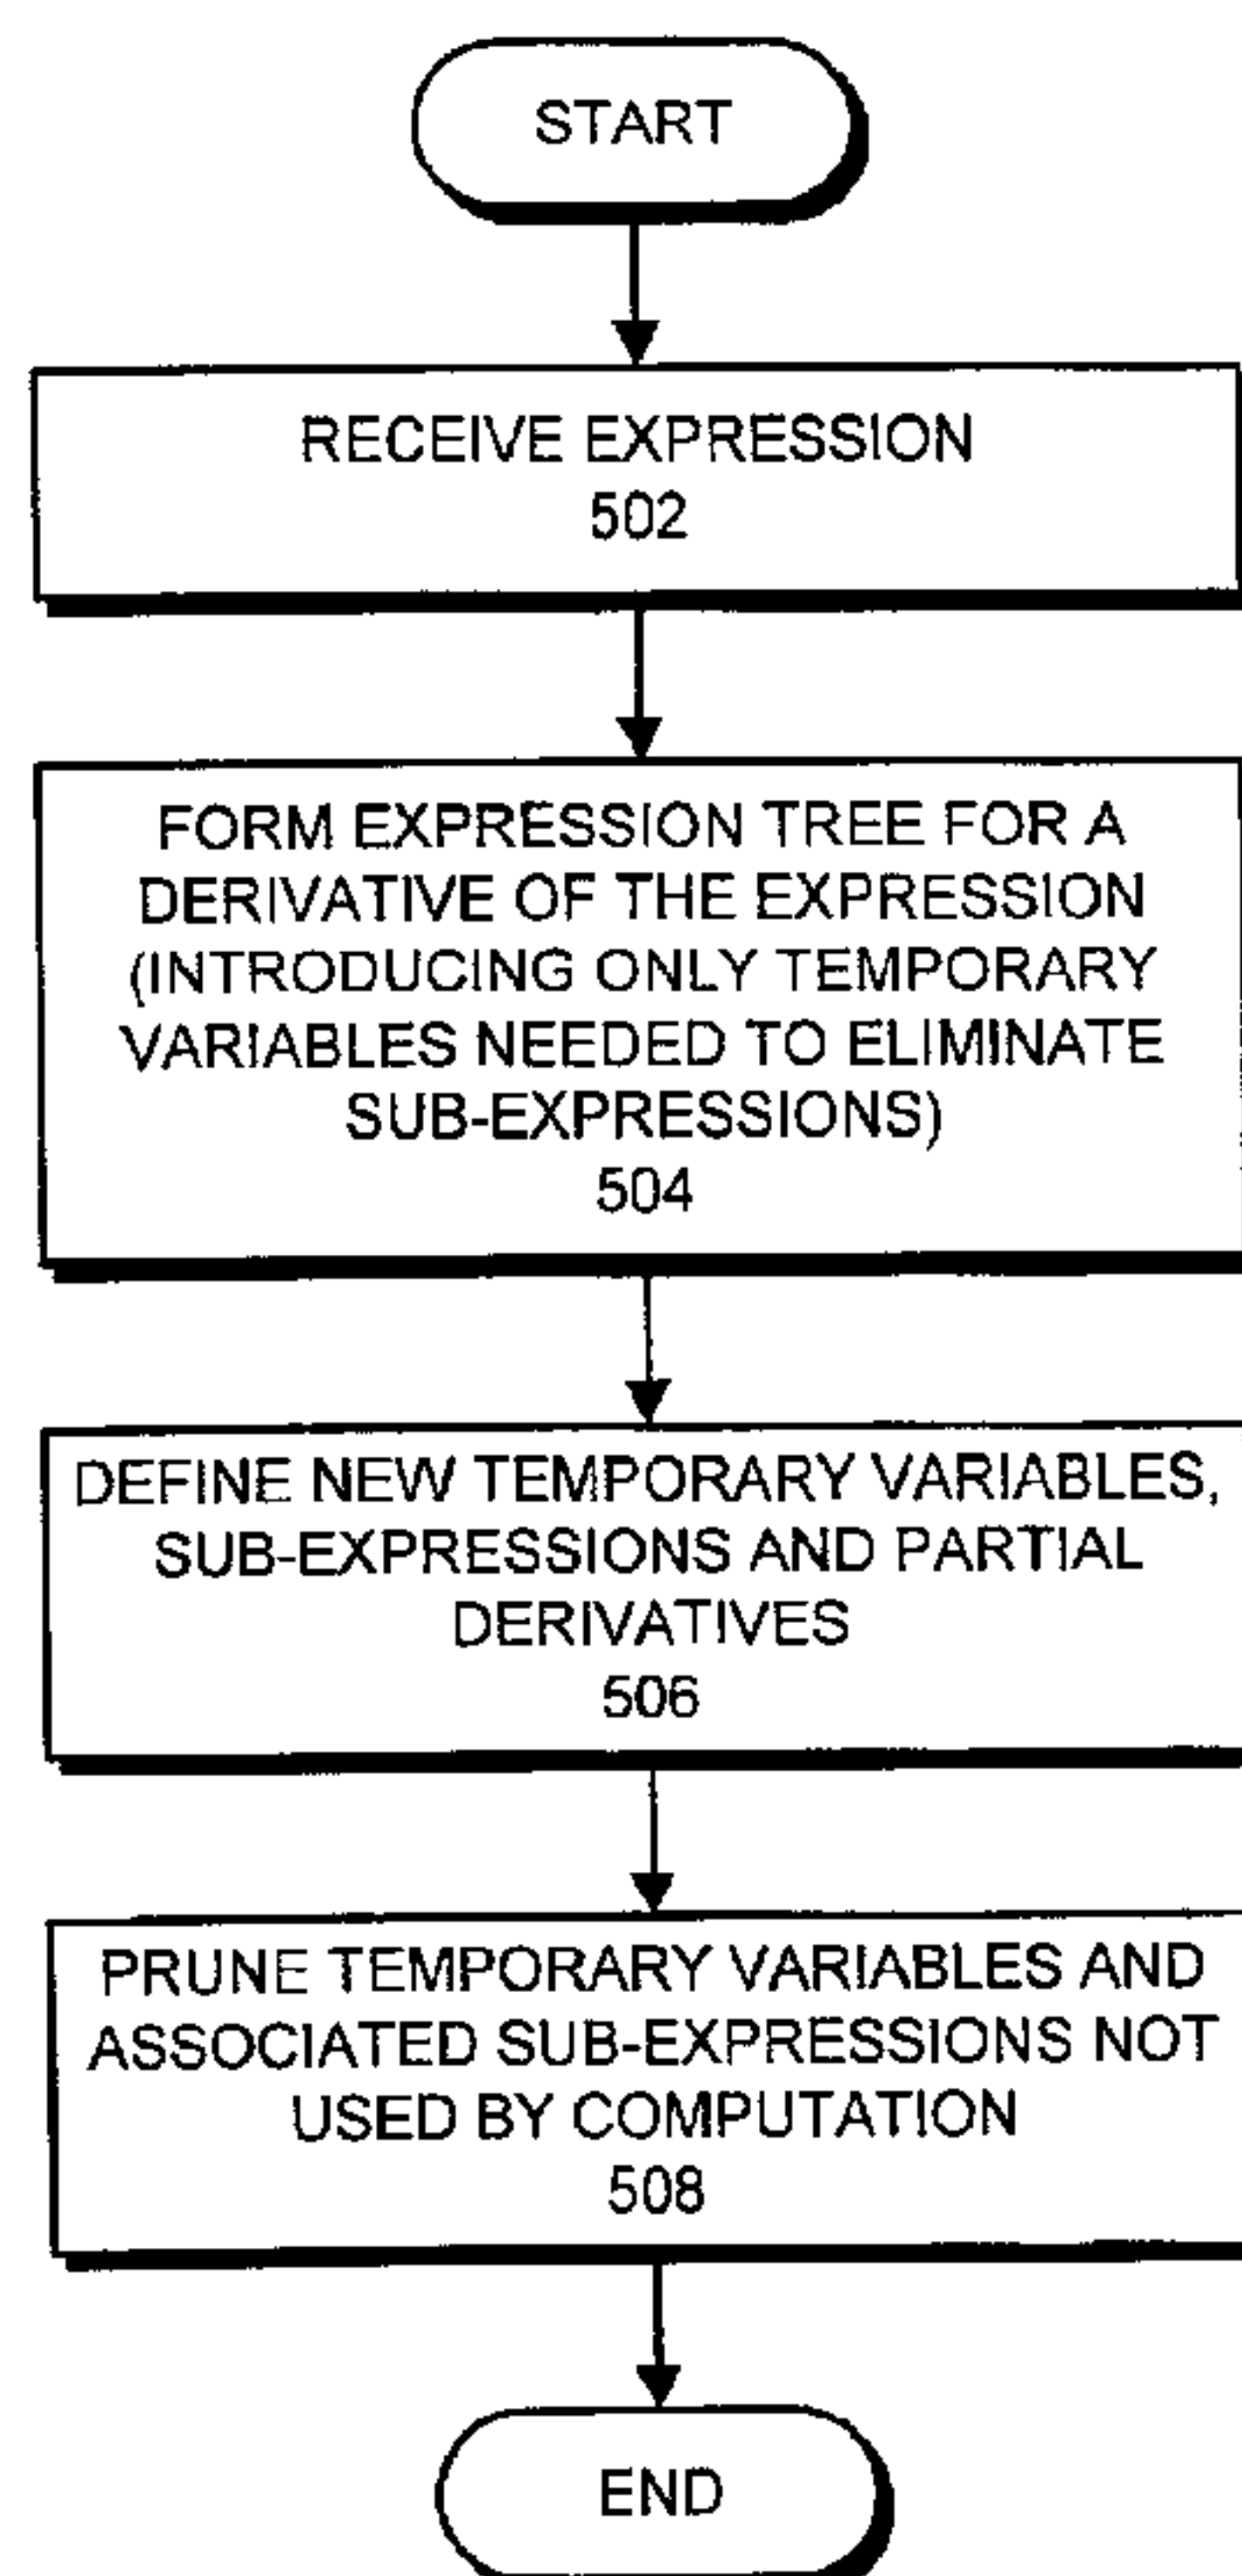 START
RECEIVE EXPRESSION
502
FORM EXPRESSION TREE FOR A
DERIVATIVE OF THE EXPRESSION
(INTRODUCING ONLY TEMPORARY
VARIABLES NEEDED TO ELIMINATE
SUB-EXPRESSIONS)
504
DEFINE NEW TEMPORARY VARIABLES,
SUB-EXPRESSIONS AND PARTIAL
DERIVATIVES
506
PRUNE TEMPORARY VARIABLES AND
ASSOCIATED SUB-EXPRESSIONS NOT
USED BY COMPUTATION
508
END